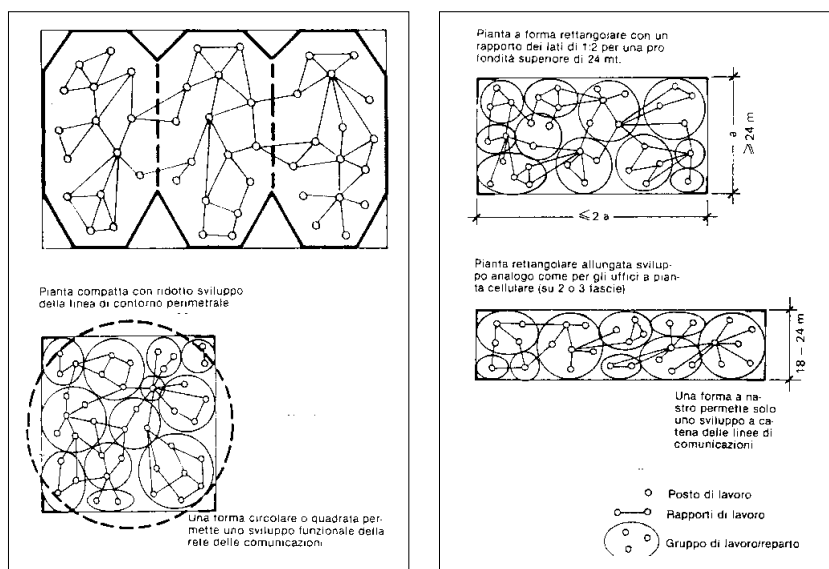 Pianta compatta con ridotto sviluppo
della linea di contorno perimetrale
Una forma circolare o quadrata per-
mette uno sviluppo funzionale della
rete delle comunicazioni
Pianta a forma rettangolare con un
rapporto dei lati di 1:2 per una pro
fondità superiore di 24 mt.
a
≥ 24 m
≤ 2 a
Pianta rettangolare allungata svilup-
po analogo come per gli uffici a pian-
ta cellulare (su 2 o 3 fascie)
18 – 24 m
Una forma a na-
stro permette solo
uno sviluppo a ca-
tena delle linee di
comunicazioni
Posto di lavoro
Rapporti di lavoro
Gruppo di lavoro/reparto